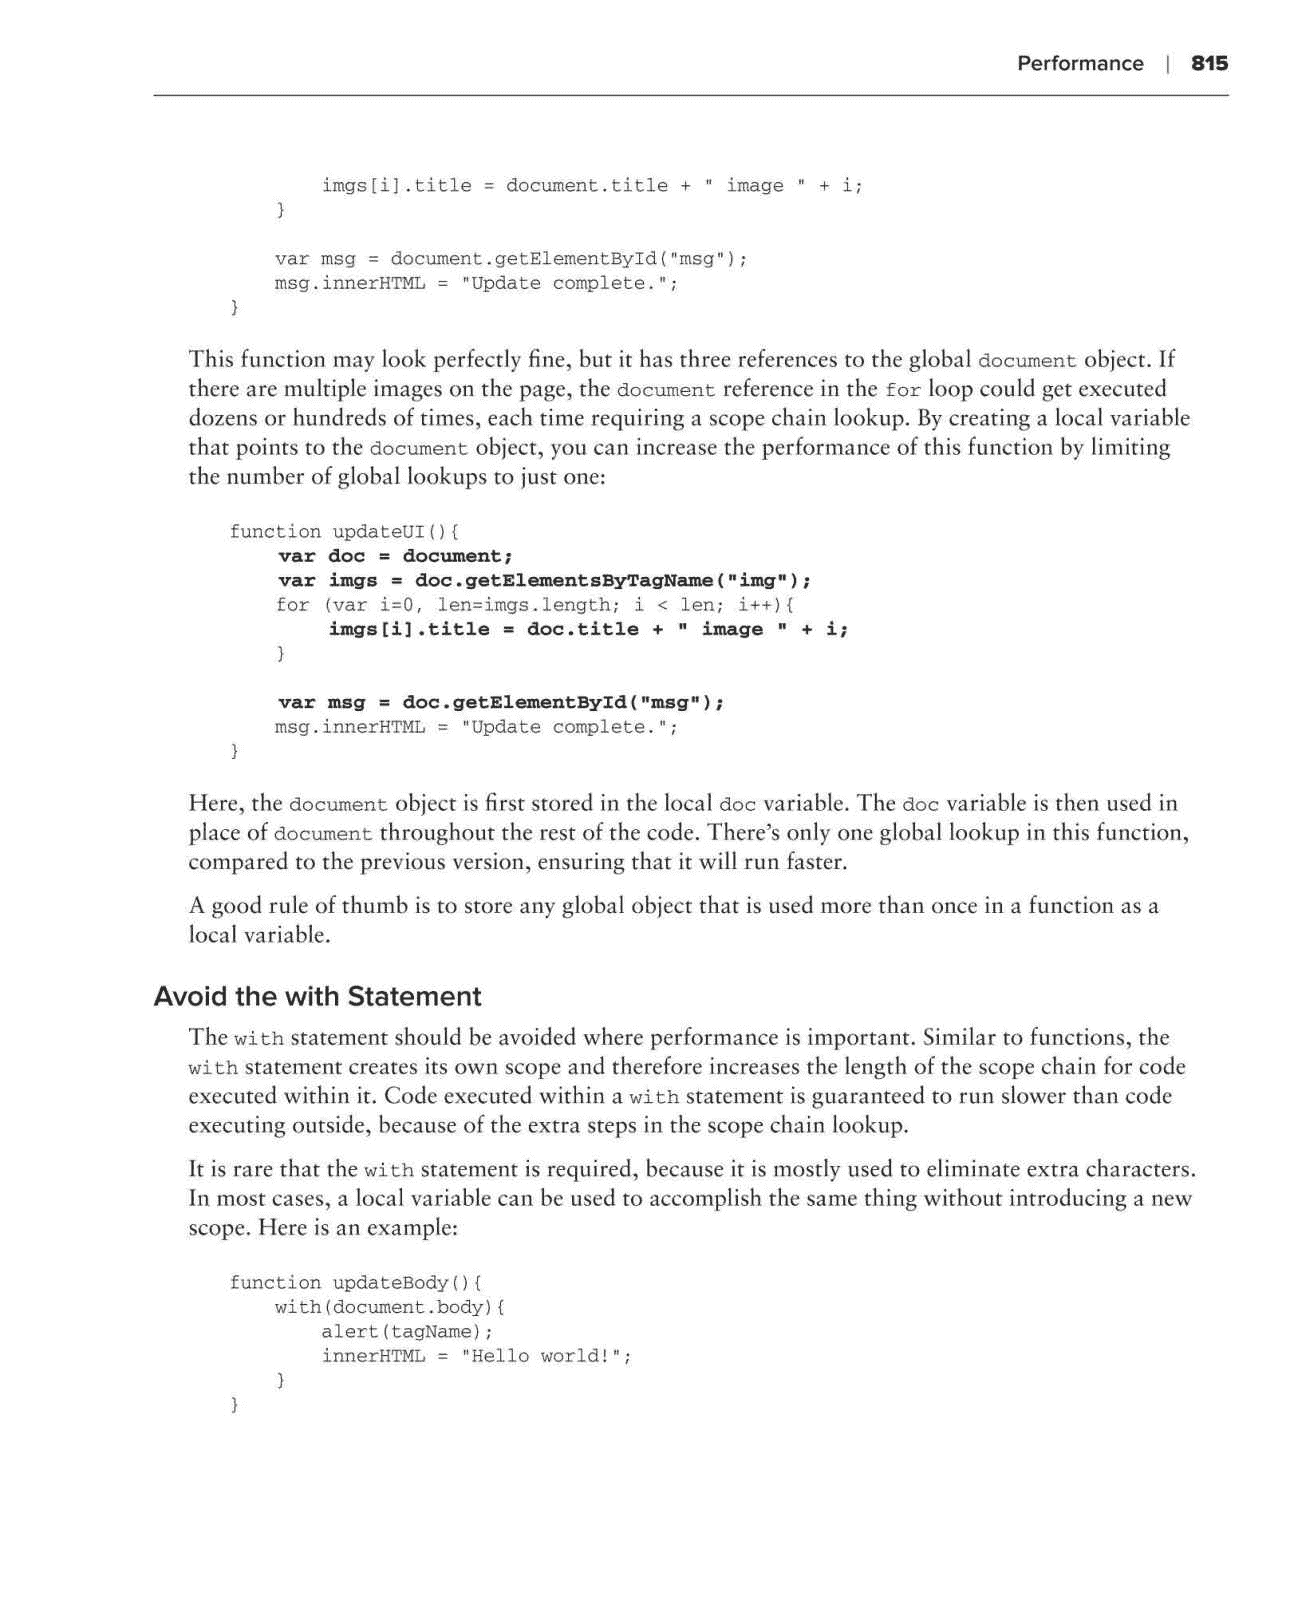 Performance | 815
imgs[i].title = document.title + " image " + i;
}
var msg = document.getElementById("msg");
msg.innerHTML = "Update complete.";
}
This function may look perfectly fine, but it has three references to the global document object. If
there are multiple images on the page, the document reference in the for loop could get executed
dozens or hundreds of times, each time requiring a scope chain lookup. By creating a local variable
that points to the document object, you can increase the performance of this function by limiting
the number of global lookups to just one:
function updateUI(){
var doc = document;
var imgs = doc.getElementsByTagName("img");
for (var i=0, len=imgs.length; i < len; i++){
imgs[i].title = doc.title + " image " + i;
}
var msg = doc.getElementById("msg");
msg.innerHTML = "Update complete.";
}
Here, the document object is first stored in the local doc variable. The doc variable is then used in
place of document throughout the rest of the code. There's only one global lookup in this function,
compared to the previous version, ensuring that it will run faster.
A good rule of thumb is to store any global object that is used more than once in a function as a
local variable.
Avoid the with Statement
The with statement should be avoided where performance is important. Similar to functions, the
with statement creates its own scope and therefore increases the length of the scope chain for code
executed within it. Code executed within a with statement is guaranteed to run slower than code
executing outside, because of the extra steps in the scope chain lookup.
It is rare that the with statement is required, because it is mostly used to eliminate extra characters.
In most cases, a local variable can be used to accomplish the same thing without introducing a new
scope. Here is an example:
function updateBody(){
with(document.body){
alert(tagName);
innerHTML = "Hello world!";
}
}